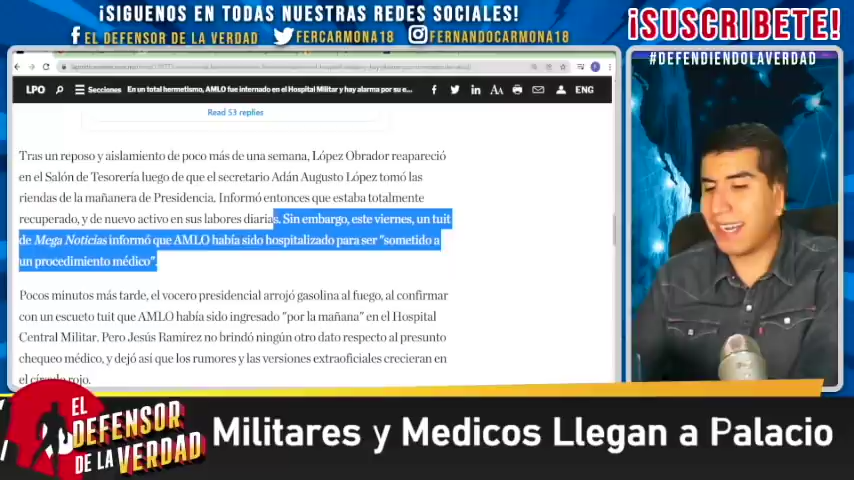 ¡SIGUENOS EN TODAS NUESTRAS REDES SOCIALES!
EL DEFENSOR DE LA VERDAD
FERCARMONA18
FERNANDOCARMONA18
¡SUSCRIBETE!
#DEFENDIENDOLAVERDAD
LPO
Secciones
En un total hermetismo, AMLO fue internado en el Hospital Militar y hay alarma por su e...
ENG
Read 53 replies
Tras un reposo y aislamiento de poco más de una semana, López Obrador reapareció
en el Salón de Tesorería luego de que el secretario Adán Augusto López tomó las
riendas de la mañanera de Presidencia. Informó entonces que estaba totalmente
recuperado, y de nuevo activo en sus labores diarias. Sin embargo, este viernes, un tuit
de Mega Noticias informó que AMLO había sido hospitalizado para ser "sometido a
un procedimiento médico".
Pocos minutos más tarde, el vocero presidencial arrojó gasolina al fuego, al confirmar
con un escueto tuit que AMLO había sido ingresado "por la mañana" en el Hospital
Central Militar. Pero Jesús Ramírez no brindó ningún otro dato respecto al presunto
chequeo médico, y dejó así que los rumores y las versiones extraoficiales crecieran en
el círculo rojo.
EL
DEFENSOR
DE LA VERDAD
Militares y Medicos Llegan a Palacio